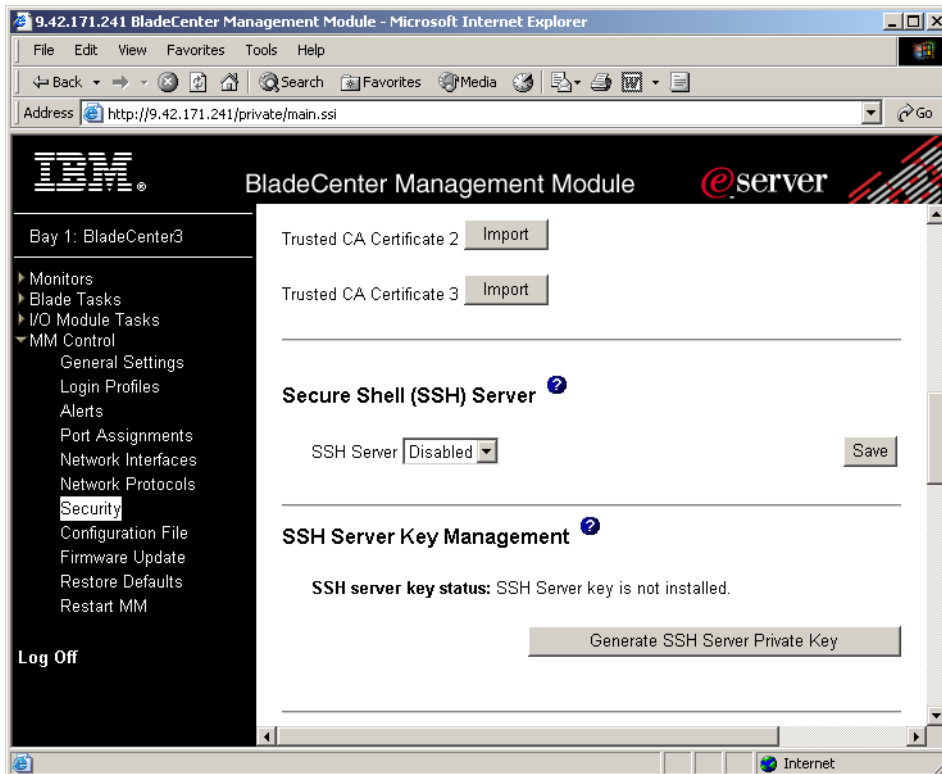 9.42.171.241 BladeCenter Management Module - Microsoft Internet Explorer
File Edit View Favorites Tools Help
Back Search Favorites Media
Address http://9.42.171.241/private/main.ssi Go
IBM® BladeCenter Management Module eserver
Bay 1: BladeCenter3
Monitors
Blade Tasks
I/O Module Tasks
MM Control
General Settings
Login Profiles
Alerts
Port Assignments
Network Interfaces
Network Protocols
Security
Configuration File
Firmware Update
Restore Defaults
Restart MM
Log Off
Trusted CA Certificate 2 Import
Trusted CA Certificate 3 Import
Secure Shell (SSH) Server ?
SSH Server Disabled Save
SSH Server Key Management ?
SSH server key status: SSH Server key is not installed.
Generate SSH Server Private Key
Internet